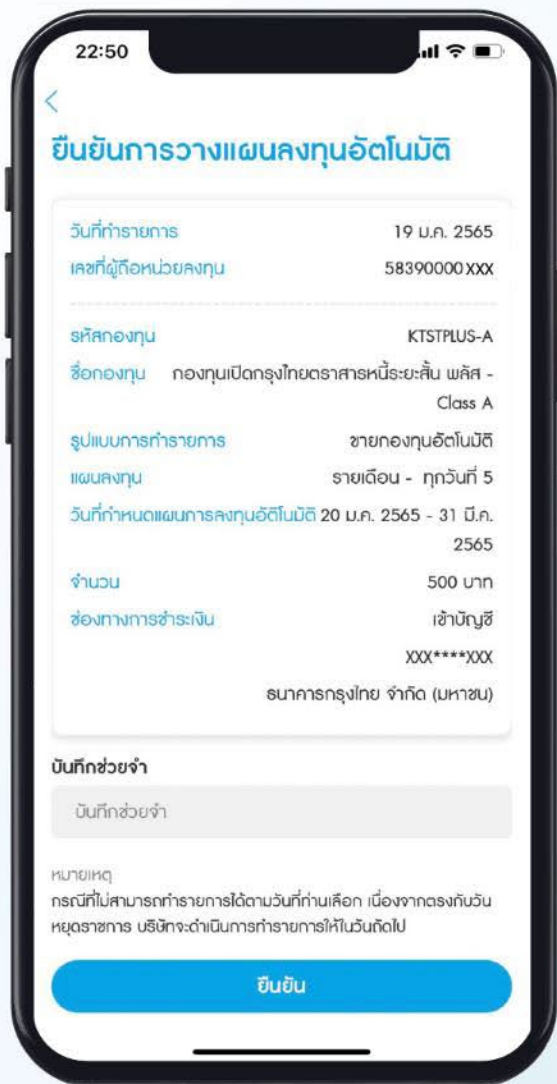 22:50
ยืนยันการวางแผนลงทุนอัตโนมัติ
วันที่ทำรายการ 19 ม.ค. 2565
เลขที่ผู้ถือหน่วยลงทุน 58390000XXX
รหัสกองทุน KTSTPLUS-A
ชื่อกองทุน กองทุนเปิดกรุงไทยตราสารหนี้ระยะสั้น พลัส -
Class A
รูปแบบการทำรายการ ขายกองทุนอัตโนมัติ
แผนลงทุน รายเดือน - ทุกวันที่ 5
วันที่กำหนดแผนการลงทุนอัติโนมัติ 20 ม.ค. 2565 - 31 มี.ค.
2565
จำนวน 500 บาท
ช่องทางการชำระเงิน เข้าบัญชี
XXX****XXX
ธนาคารกรุงไทย จำกัด (มหาชน)
บันทึกช่วยจำ
บันทึกช่วยจำ
หมายเหตุ
กรณีที่ไม่สามารถทำรายการได้ตามวันที่ท่านเลือก เนื่องจากตรงกับวัน
หยุดราชการ บริษัทจะดำเนินการทำรายการให้ในวันถัดไป
ยืนยัน